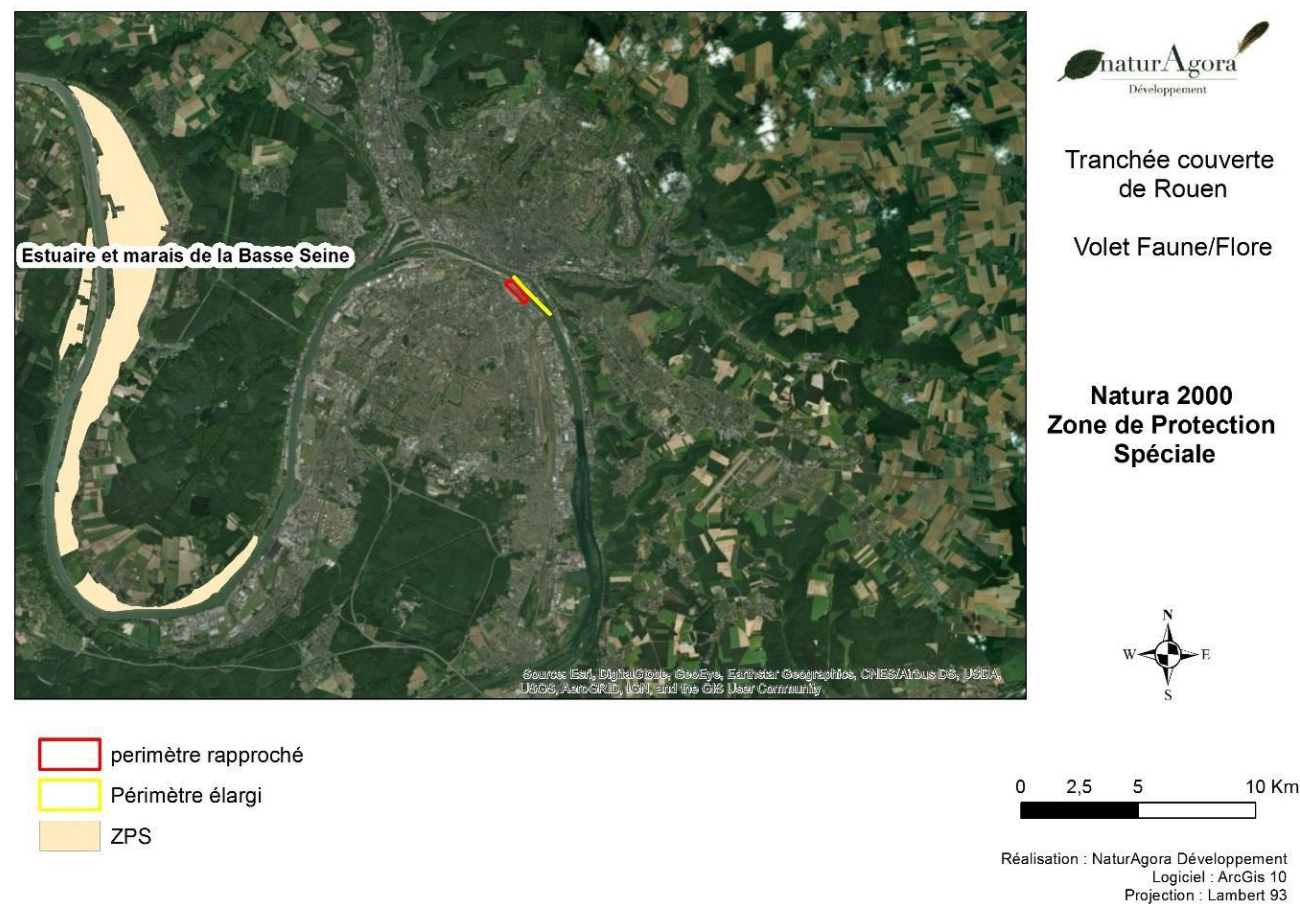 naturAgora
Développement
Tranchée couverte
de Rouen
Volet Faune/Flore
Estuaire et marais de la Basse Seine
Natura 2000
Zone de Protection
Spéciale
N
W E
S
Source: Esri, DigitalGlobe, GeoEye, Earthstar Geographics, CNES/Airbus DS, USDA,
USGS, AeroGRID, IGN, and the GIS User Community
perimètre rapproché
Périmètre élargi
ZPS
0 2,5 5 10 Km
Réalisation : NaturAgora Développement
Logiciel : ArcGis 10
Projection : Lambert 93